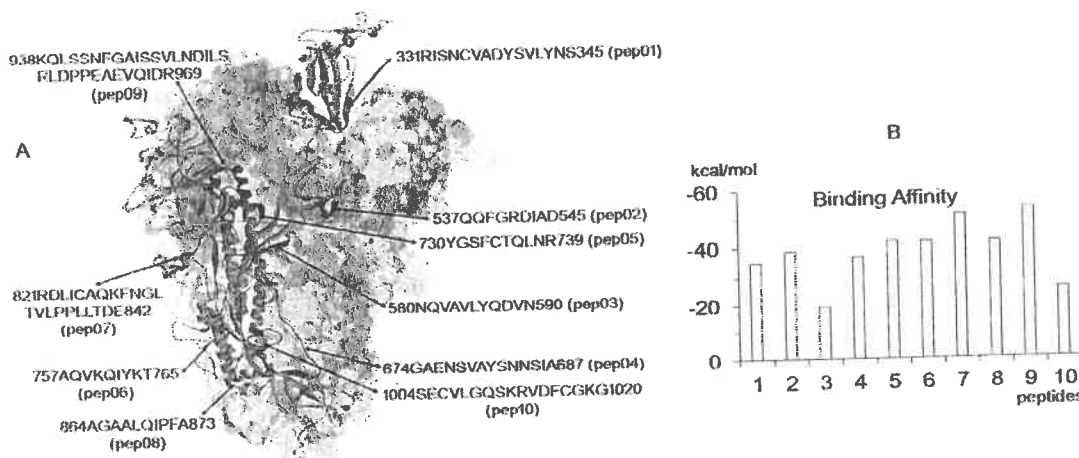 A
938KQLSSNFGAISSVLNDILS
RLDPPEAEVQIDR969
(pep09)
331RISNCVADYSVLYNS345 (pep01)
537QQFGRDIAD545 (pep02)
730YGSFCTQLNR739 (pep05)
821RDLICAQKFNGL
TVLPPLLTDE842
(pep07)
580NQVAVLYQDVN590 (pep03)
757AQVKQIYKT765
(pep06)
674GAENSVAYSNNSIA687 (pep04)
1004SECVLGQSKRVDFCGKG1020
(pep10)
864AGAALQIPFA873
(pep08)
B
kcal/mol
Binding Affinity
-60
-40
-20
0
1 2 3 4 5 6 7 8 9 10
peptides